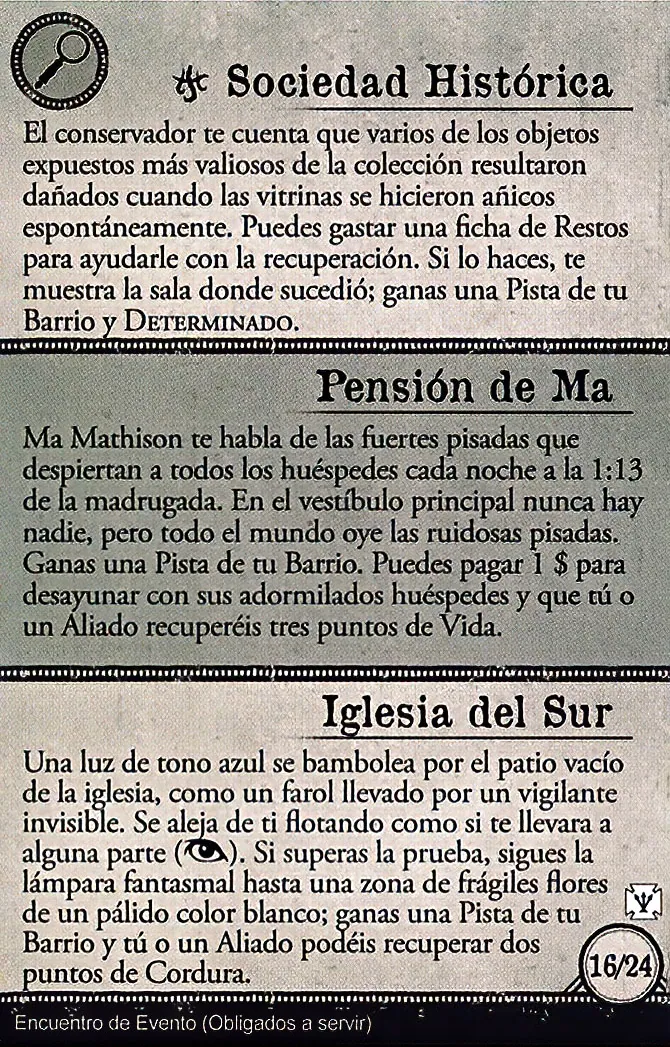 Sociedad Histórica
El conservador te cuenta que varios de los objetos
expuestos más valiosos de la colección resultaron
dañados cuando las vitrinas se hicieron añicos
espontáneamente. Puedes gastar una ficha de Restos
para ayudarle con la recuperación. Si lo haces, te
muestra la sala donde sucedió; ganas una Pista de tu
Barrio y DETERMINADO.
Pensión de Ma
Ma Mathison te habla de las fuertes pisadas que
despiertan a todos los huéspedes cada noche a la 1:13
de la madrugada. En el vestíbulo principal nunca hay
nadie, pero todo el mundo oye las ruidosas pisadas.
Ganas una Pista de tu Barrio. Puedes pagar 1 $ para
desayunar con sus adormilados huéspedes y que tú o
un Aliado recuperéis tres puntos de Vida.
Iglesia del Sur
Una luz de tono azul se bambolea por el patio vacío
de la iglesia, como un farol llevado por un vigilante
invisible. Se aleja de ti flotando como si te llevara a
alguna parte (). Si superas la prueba, sigues la
lámpara fantasmal hasta una zona de frágiles flores
de un pálido color blanco; ganas una Pista de tu
Barrio y tú o un Aliado podéis recuperar dos
puntos de Cordura.
16/24
Encuentro de Evento (Obligados a servir)